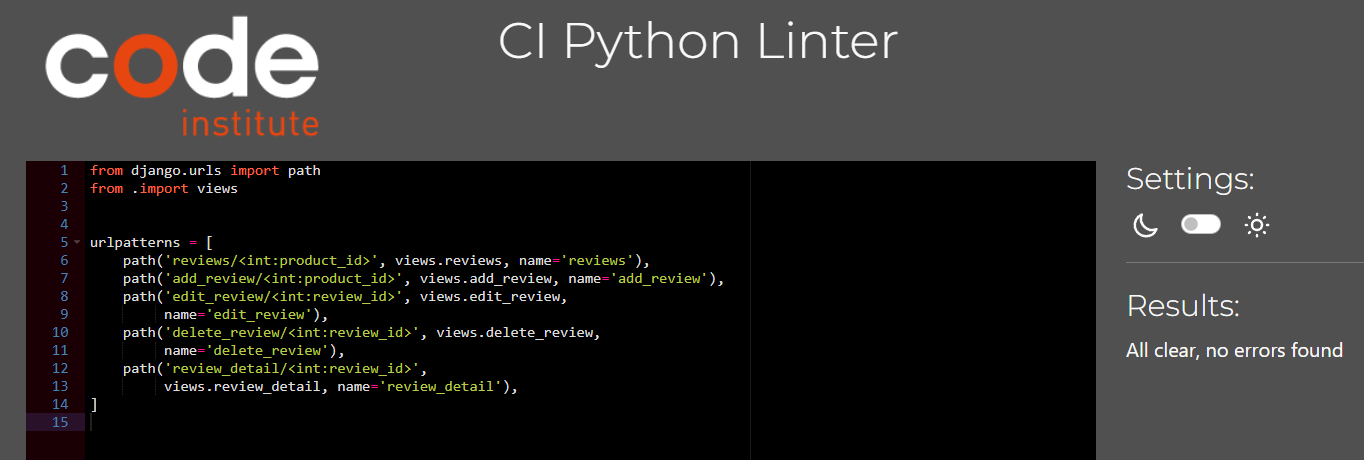 code
institute
CI Python Linter
1 from django.urls import path
2 from .import views
3
4
5 urlpatterns = [
6     path('reviews/<int:product_id>', views.reviews, name='reviews'),
7     path('add_review/<int:product_id>', views.add_review, name='add_review'),
8     path('edit_review/<int:review_id>', views.edit_review,
9          name='edit_review'),
10     path('delete_review/<int:review_id>', views.delete_review,
11          name='delete_review'),
12     path('review_detail/<int:review_id>',
13          views.review_detail, name='review_detail'),
14 ]
15
Settings:
Results:
All clear, no errors found